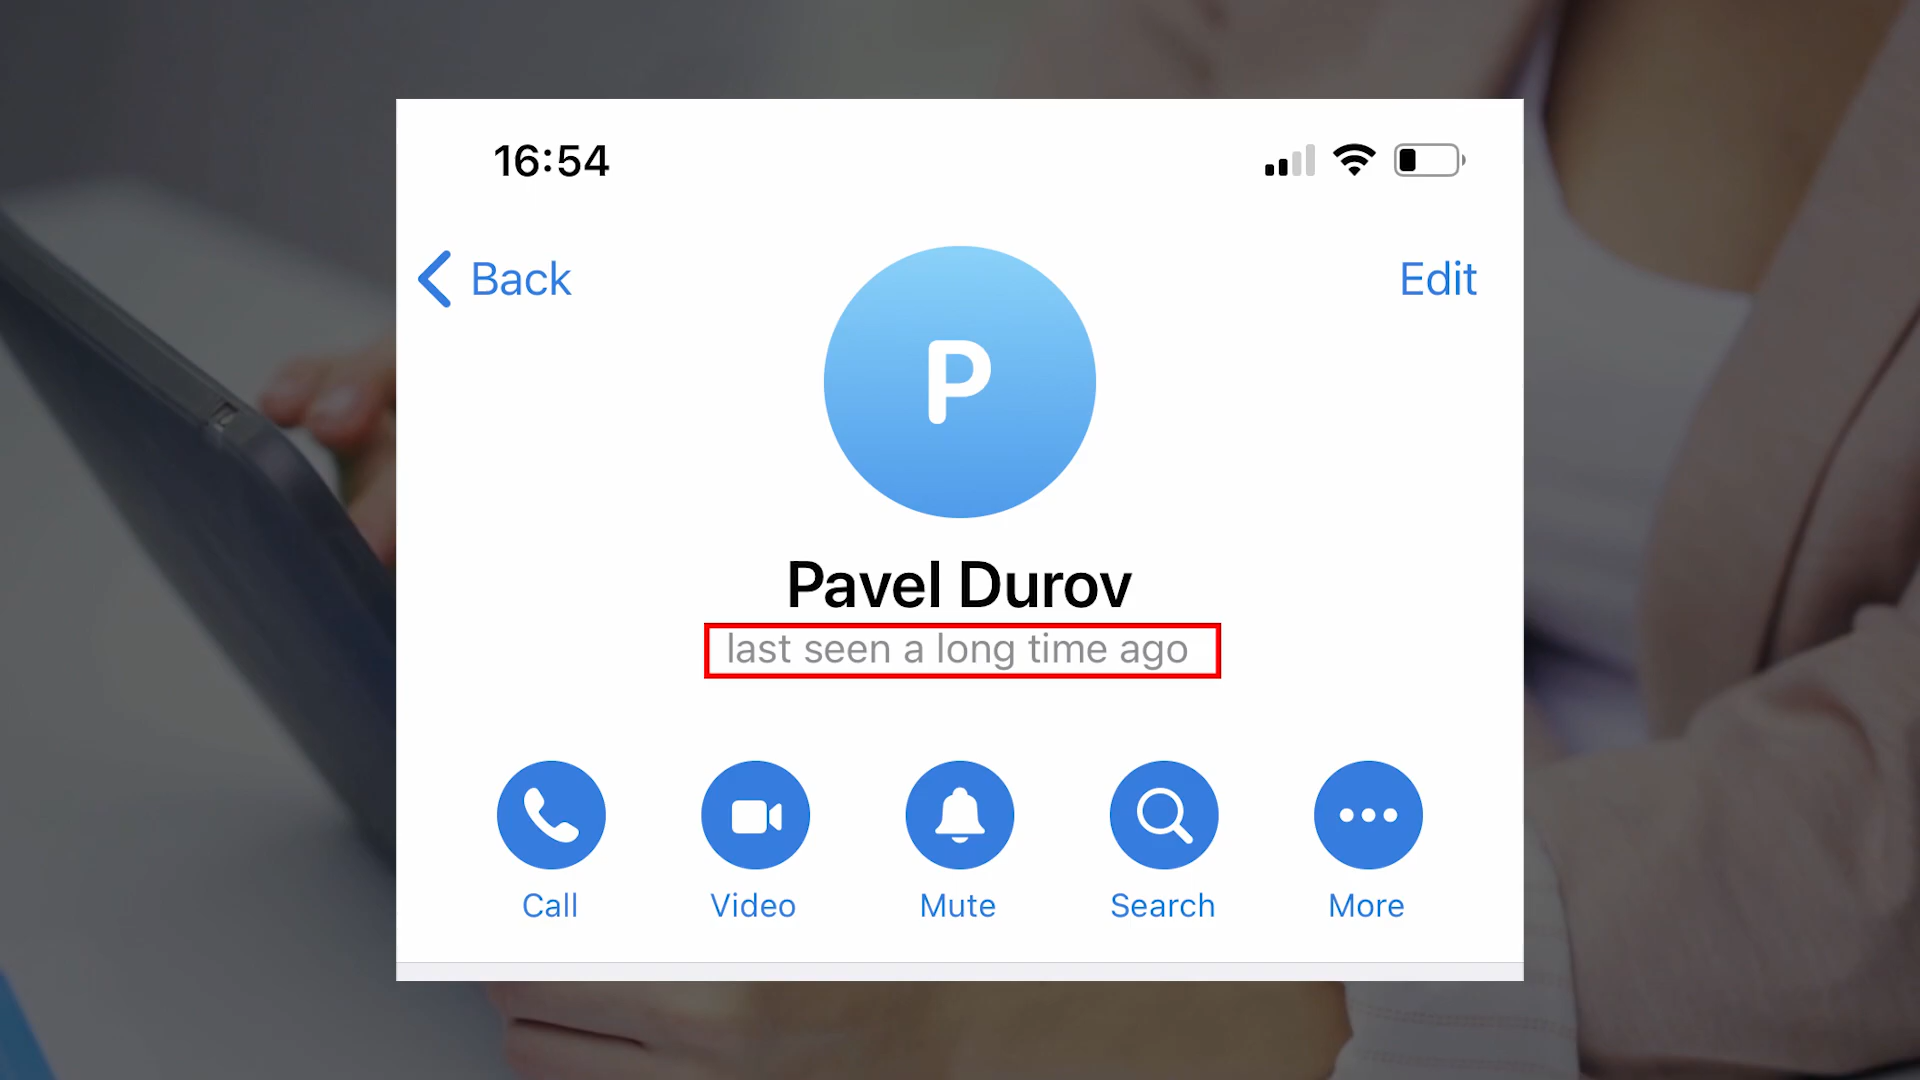 16:54
Back
Edit
P
Pavel Durov
last seen a long time ago
Call
Video
Mute
Search
More